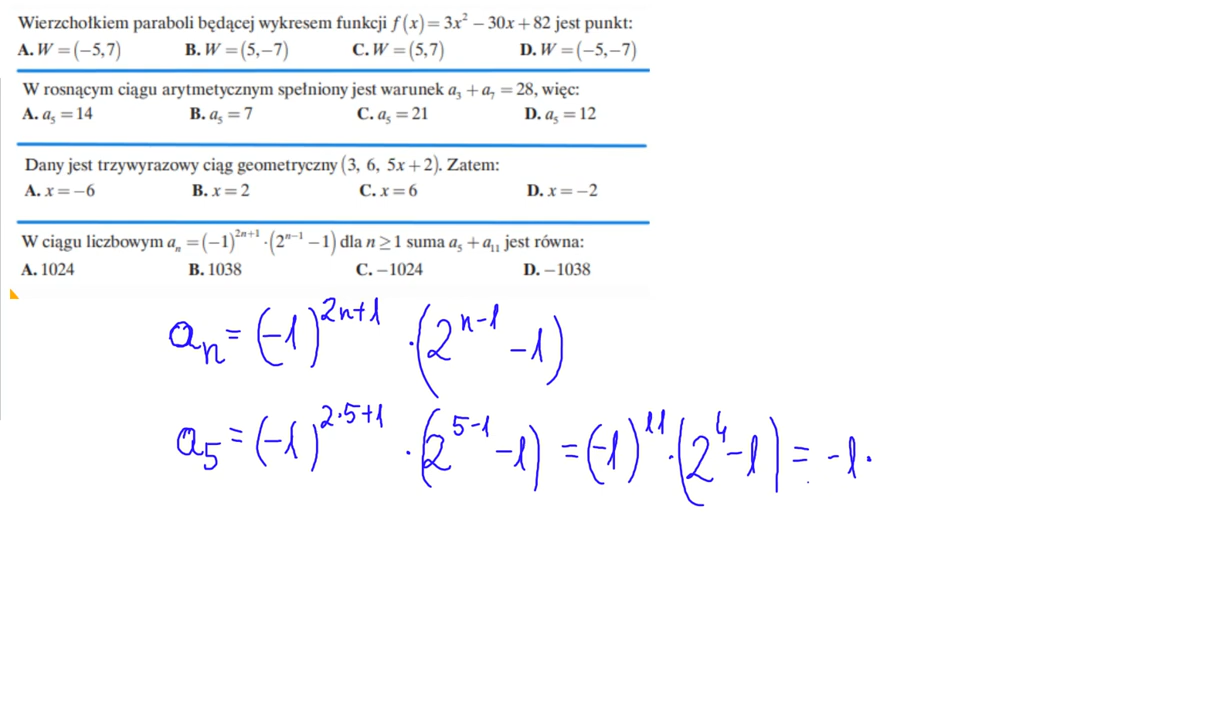 Wierzchołkiem paraboli będącej wykresem funkcji f(x)=3x² − 30x + 82 jest punkt:
A. W = (−5,7) B. W = (5,−7) C. W = (5,7) D. W = (−5,−7)
W rosnącym ciągu arytmetycznym spełniony jest warunek a₃ + a₇ = 28, więc:
A. a₅ = 14 B. a₅ = 7 C. a₅ = 21 D. a₅ = 12
Dany jest trzywyrazowy ciąg geometryczny (3, 6, 5x + 2). Zatem:
A. x = −6 B. x = 2 C. x = 6 D. x = −2
W ciągu liczbowym aₙ = (−1)²ⁿ⁺¹ · (2ⁿ⁻¹ − 1) dla n ≥ 1 suma a₅ + a₁₁ jest równa:
A. 1024 B. 1038 C. −1024 D. −1038
aₙ = (−1)²ⁿ⁺¹ · (2ⁿ⁻¹ − 1)
a₅ = (−1)^(2·5+1) · (2⁵⁻¹ − 1) = (−1)¹¹ · (2⁴ − 1) = −1 ·